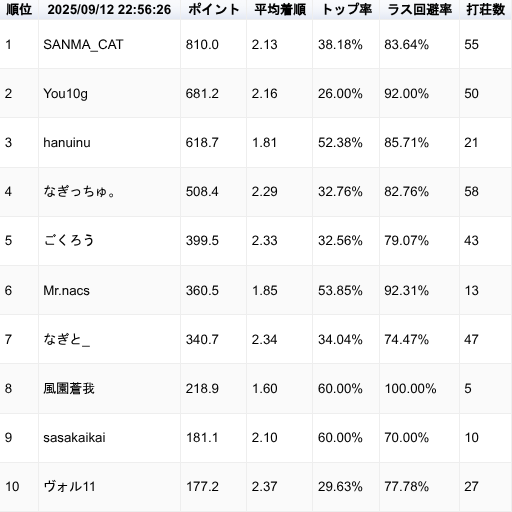 順位 2025/09/12 22:56:26 ポイント 平均着順 トップ率 ラス回避率 打荘数
1 SANMA_CAT 810.0 2.13 38.18% 83.64% 55
2 You10g 681.2 2.16 26.00% 92.00% 50
3 hanuinu 618.7 1.81 52.38% 85.71% 21
4 なぎっちゅ。 508.4 2.29 32.76% 82.76% 58
5 ごくろう 399.5 2.33 32.56% 79.07% 43
6 Mr.nacs 360.5 1.85 53.85% 92.31% 13
7 なぎと_ 340.7 2.34 34.04% 74.47% 47
8 風園蒼我 218.9 1.60 60.00% 100.00% 5
9 sasakaikai 181.1 2.10 60.00% 70.00% 10
10 ヴォル11 177.2 2.37 29.63% 77.78% 27